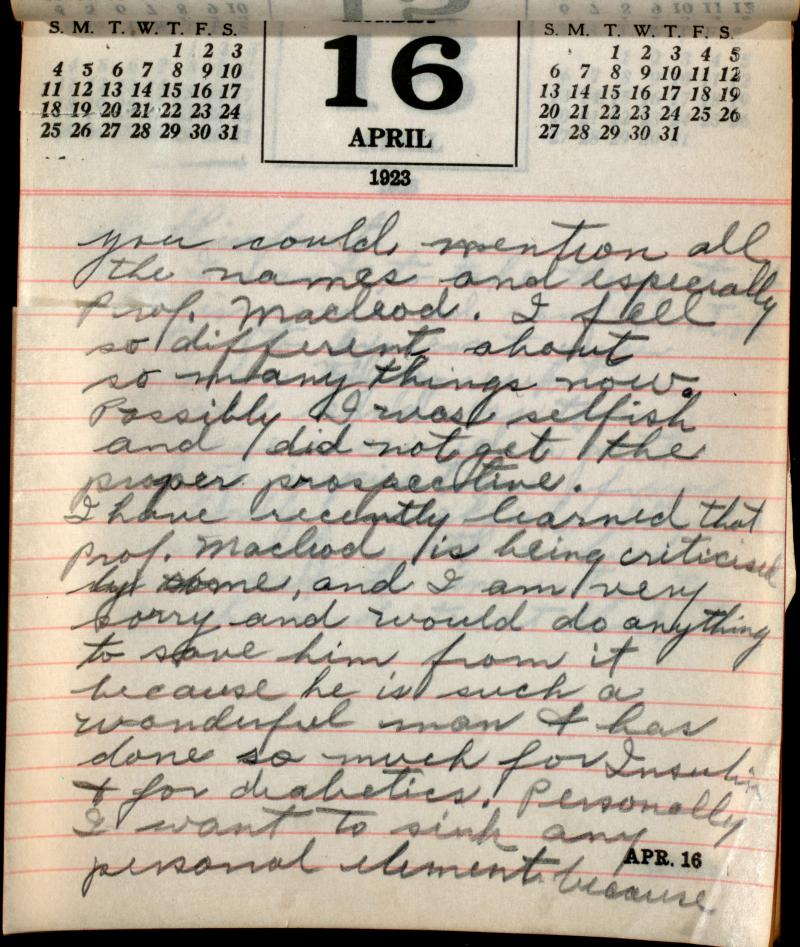 S. M. T. W. T. F. S.
1 2 3
4 5 6 7 8 9 10
11 12 13 14 15 16 17
18 19 20 21 22 23 24
25 26 27 28 29 30 31
16
APRIL
1923
S. M. T. W. T. F. S.
1 2 3 4 5
6 7 8 9 10 11 12
13 14 15 16 17 18 19
20 21 22 23 24 25 26
27 28 29 30 31
you could mention all
the names and especially
Prof. Macleod. I feel
so different about
so many things now.
Possibly I was selfish
and did not get the
proper prospective.
I have recently learned that
Prof. Macleod is being criticised
by some, and I am very
sorry and would do anything
to save him from it
because he is such a
wonderful man & has
done so much for Insulin
& for diabetics. Personally
I want to sink any
personal element because
APR. 16